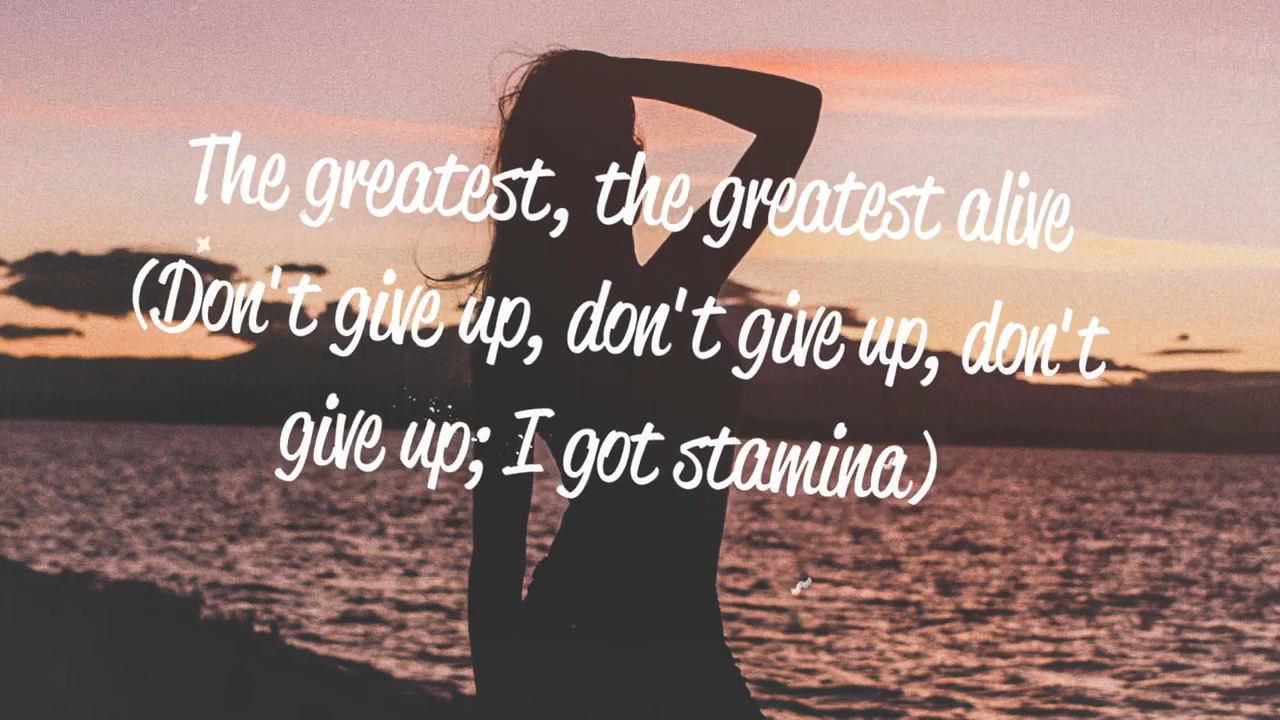 The greatest, the greatest alive
(Don't give up, don't give up, don't
give up; I got stamina)